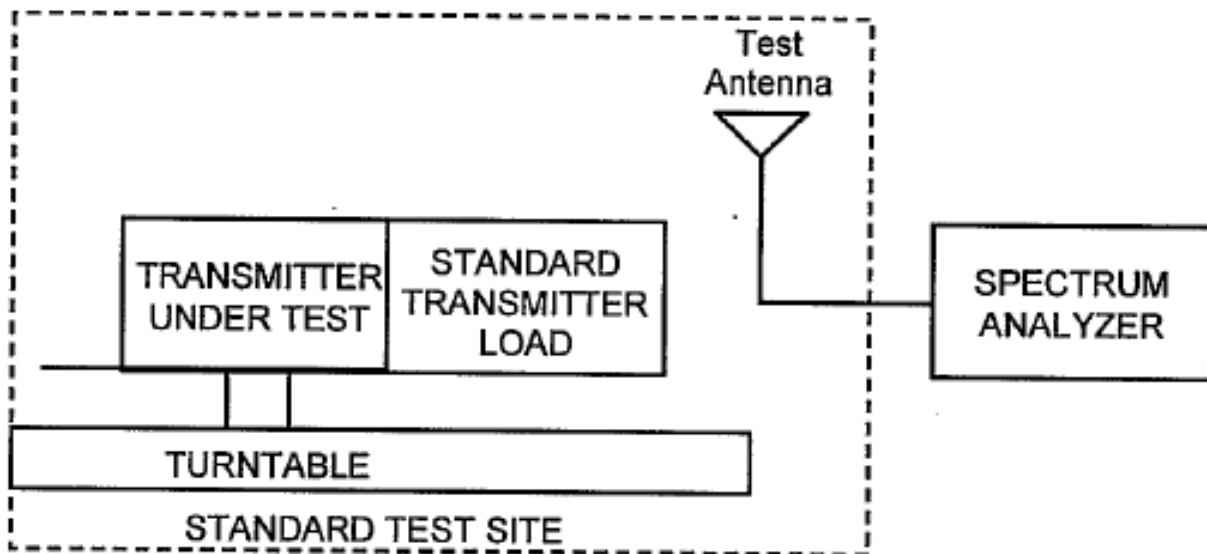 Test
Antenna
TRANSMITTER
UNDER TEST
STANDARD
TRANSMITTER
LOAD
SPECTRUM
ANALYZER
TURNTABLE
STANDARD TEST SITE